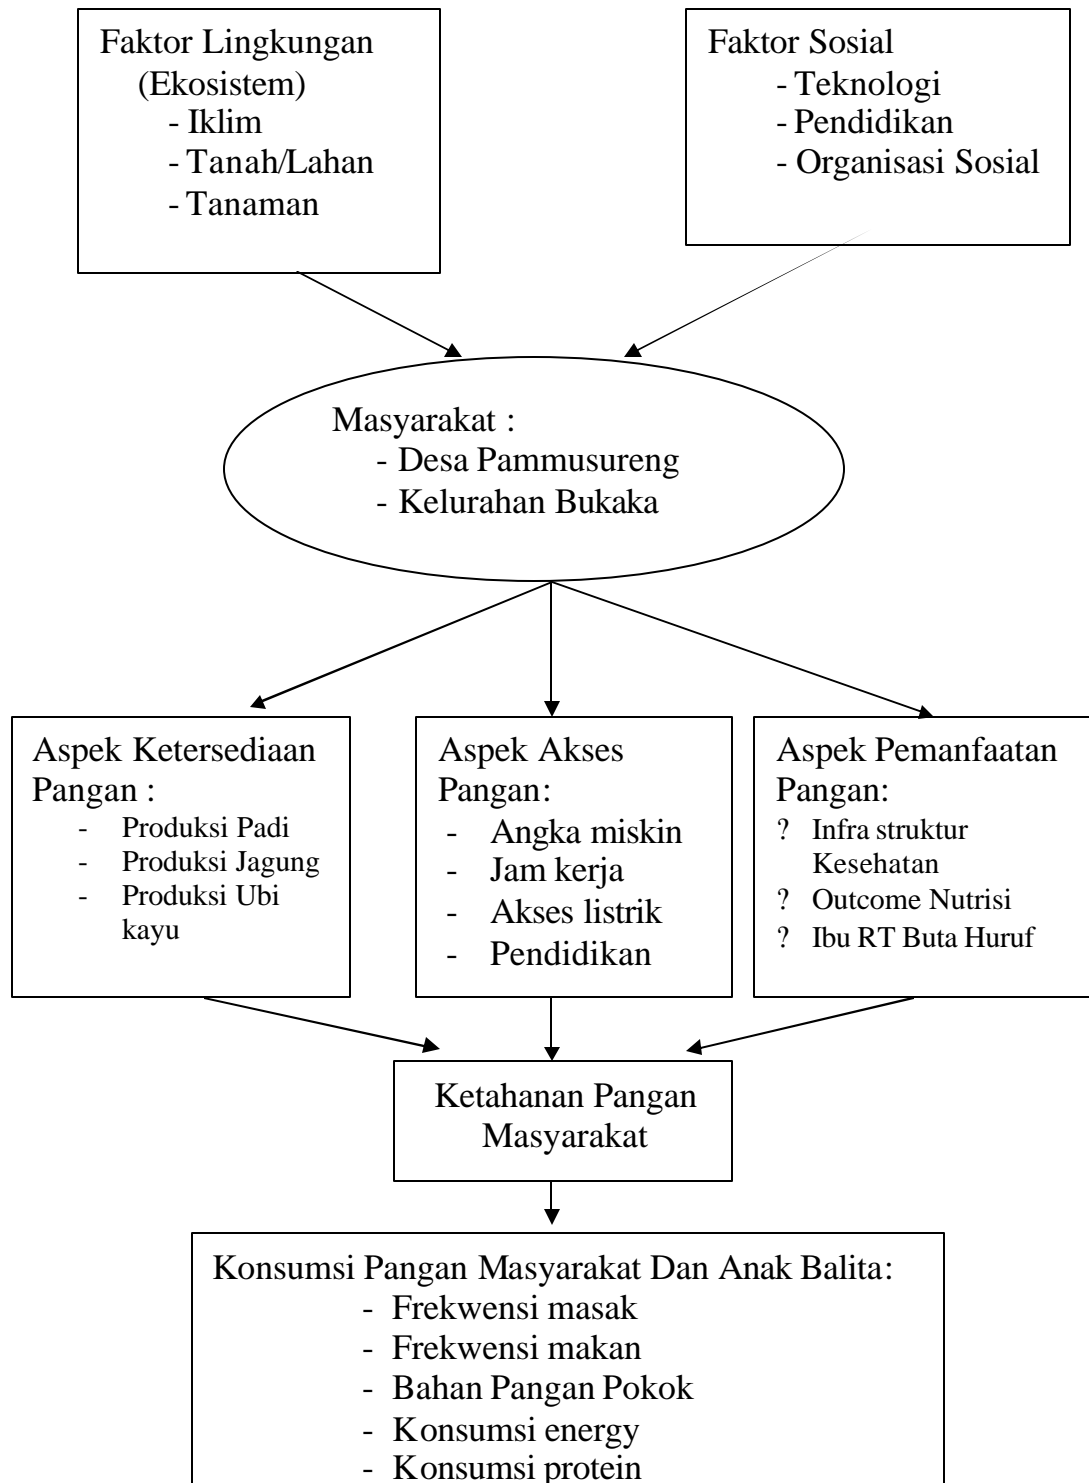 Faktor Lingkungan
(Ekosistem)
- Iklim
- Tanah/Lahan
- Tanaman
Faktor Sosial
- Teknologi
- Pendidikan
- Organisasi Sosial
Masyarakat :
- Desa Pammusureng
- Kelurahan Bukaka
Aspek Ketersediaan
Pangan :
- Produksi Padi
- Produksi Jagung
- Produksi Ubi
kayu
Aspek Akses
Pangan:
- Angka miskin
- Jam kerja
- Akses listrik
- Pendidikan
Aspek Pemanfaatan
Pangan:
? Infra struktur
Kesehatan
? Outcome Nutrisi
? Ibu RT Buta Huruf
Ketahanan Pangan
Masyarakat
Konsumsi Pangan Masyarakat Dan Anak Balita:
- Frekwensi masak
- Frekwensi makan
- Bahan Pangan Pokok
- Konsumsi energy
- Konsumsi protein